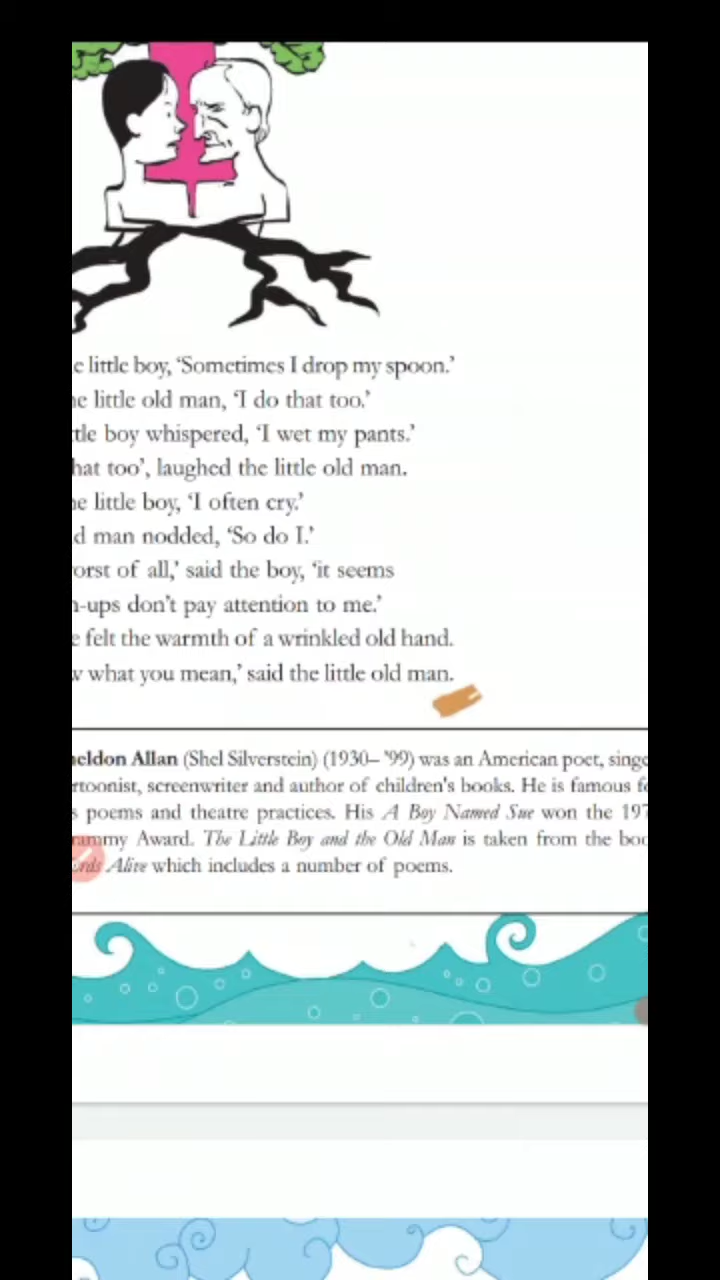 e little boy, ‘Sometimes I drop my spoon.’
he little old man, ‘I do that too.’
ttle boy whispered, ‘I wet my pants.’
hat too’, laughed the little old man.
he little boy, ‘I often cry.’
d man nodded, ‘So do I.’
orst of all,’ said the boy, ‘it seems
n-ups don’t pay attention to me.’
e felt the warmth of a wrinkled old hand.
w what you mean,’ said the little old man.
heldon Allan (Shel Silverstein) (1930– ’99) was an American poet, singe
rtoonist, screenwriter and author of children's books. He is famous fo
s poems and theatre practices. His A Boy Named Sue won the 197
rammy Award. The Little Boy and the Old Man is taken from the boo
ords Alive which includes a number of poems.